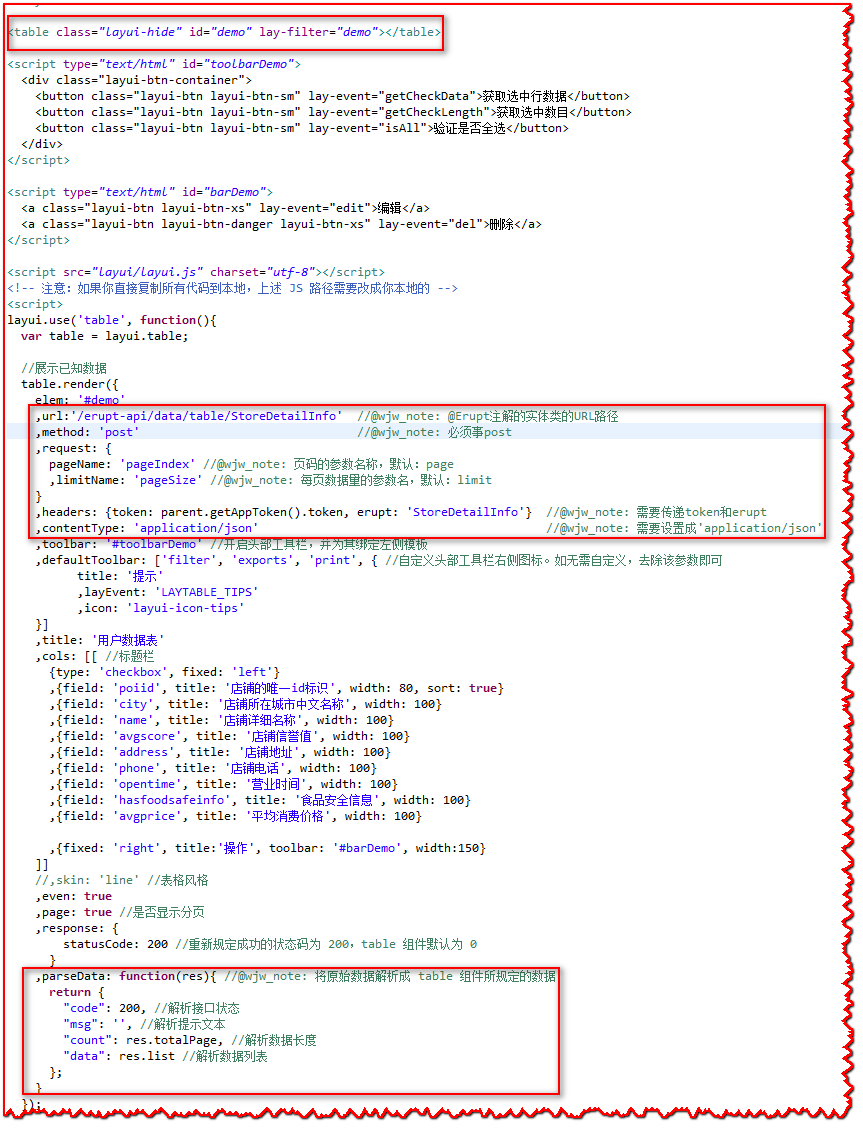 <table class="layui-hide" id="demo" lay-filter="demo"></table>
<script type="text/html" id="toolbarDemo">
  <div class="layui-btn-container">
    <button class="layui-btn layui-btn-sm" lay-event="getCheckData">获取选中行数据</button>
    <button class="layui-btn layui-btn-sm" lay-event="getCheckLength">获取选中数目</button>
    <button class="layui-btn layui-btn-sm" lay-event="isAll">验证是否全选</button>
  </div>
</script>
<script type="text/html" id="barDemo">
  <a class="layui-btn layui-btn-xs" lay-event="edit">编辑</a>
  <a class="layui-btn layui-btn-danger layui-btn-xs" lay-event="del">删除</a>
</script>
<script src="layui/layui.js" charset="utf-8"></script>
<!-- 注意：如果你直接复制所有代码到本地，上述 JS 路径需要改成你本地的 -->
<script>
layui.use('table', function(){
  var table = layui.table;
  //展示已知数据
  table.render({
    elem: '#demo'
    ,url:'/erupt-api/data/table/StoreDetailInfo'  //@wjw_note: @Erupt注解的实体类的URL路径
    ,method: 'post'                               //@wjw_note: 必须事post
    ,request: {
      pageName: 'pageIndex' //@wjw_note: 页码的参数名称，默认：page
      ,limitName: 'pageSize' //@wjw_note: 每页数据量的参数名，默认：limit
    }
    ,headers: {token: parent.getAppToken().token, erupt: 'StoreDetailInfo'}  //@wjw_note: 需要传递token和erupt
    ,contentType: 'application/json'                                         //@wjw_note: 需要设置成'application/json'
    ,toolbar: '#toolbarDemo' //开启头部工具栏，并为其绑定左侧模板
    ,defaultToolbar: ['filter', 'exports', 'print', { //自定义头部工具栏右侧图标。如无需自定义，去除该参数即可
          title: '提示'
          ,layEvent: 'LAYTABLE_TIPS'
          ,icon: 'layui-icon-tips'
    }]
    ,title: '用户数据表'
    ,cols: [[ //标题栏
      {type: 'checkbox', fixed: 'left'}
      ,{field: 'poiid', title: '店铺的唯一id标识', width: 80, sort: true}
      ,{field: 'city', title: '店铺所在城市中文名称', width: 100}
      ,{field: 'name', title: '店铺详细名称', width: 100}
      ,{field: 'avgscore', title: '店铺信誉值', width: 100}
      ,{field: 'address', title: '店铺地址', width: 100}
      ,{field: 'phone', title: '店铺电话', width: 100}
      ,{field: 'opentime', title: '营业时间', width: 100}
      ,{field: 'hasfoodsafeinfo', title: '食品安全信息', width: 100}
      ,{field: 'avgprice', title: '平均消费价格', width: 100}
      ,{fixed: 'right', title:'操作', toolbar: '#barDemo', width:150}
    ]]
    //,skin: 'line' //表格风格
    ,even: true
    ,page: true //是否显示分页
    ,response: {
        statusCode: 200 //重新规定成功的状态码为 200，table 组件默认为 0
      }
    ,parseData: function(res){ //@wjw_note: 将原始数据解析成 table 组件所规定的数据
      return {
        "code": 200, //解析接口状态
        "msg": '', //解析提示文本
        "count": res.totalPage, //解析数据长度
        "data": res.list //解析数据列表
      };
    }
  });